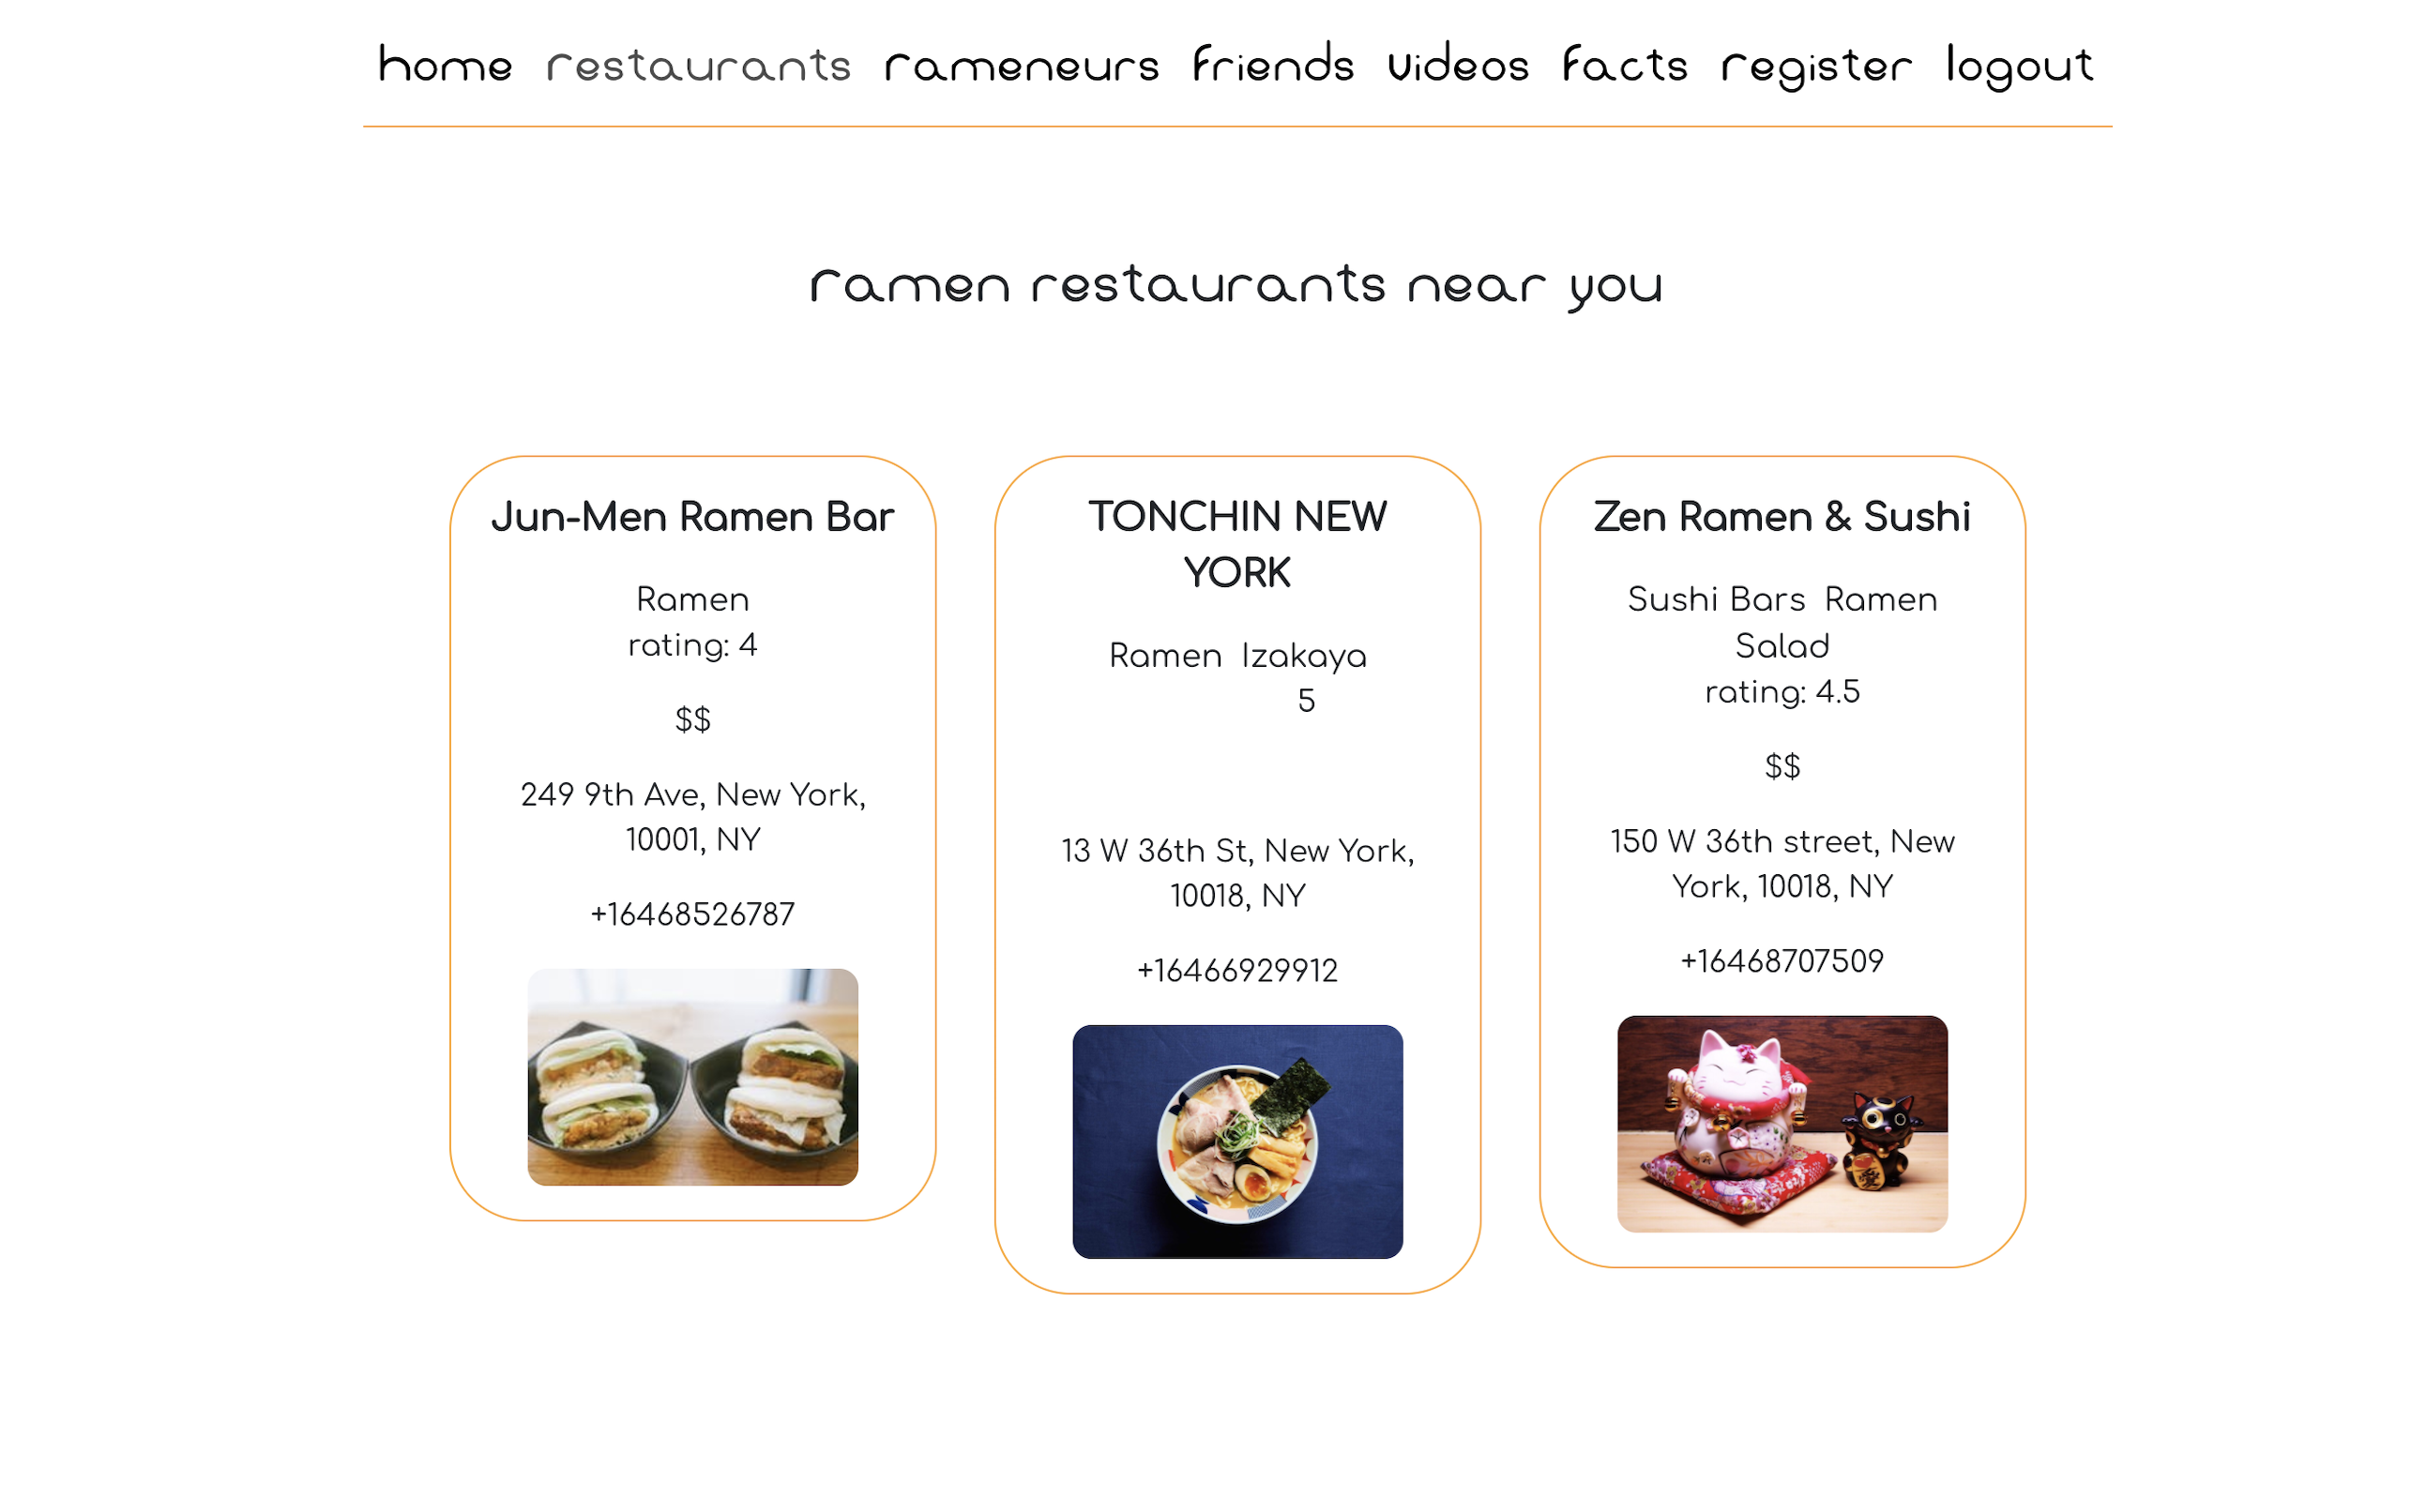 home restaurants rameneurs friends videos facts register logout
ramen restaurants near you
Jun-Men Ramen Bar
Ramen
rating: 4
$$
249 9th Ave, New York,
10001, NY
+16468526787
TONCHIN NEW
YORK
Ramen Izakaya
5
13 W 36th St, New York,
10018, NY
+16466929912
Zen Ramen & Sushi
Sushi Bars Ramen
Salad
rating: 4.5
$$
150 W 36th street, New
York, 10018, NY
+16468707509